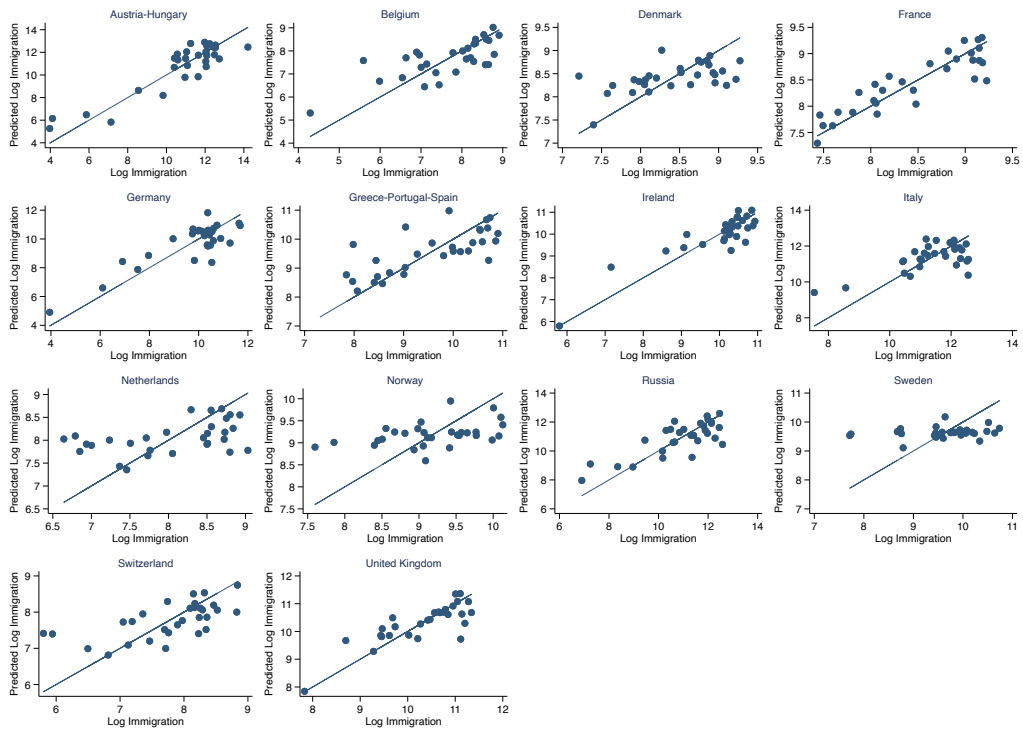 Austria-Hungary
Predicted Log Immigration
14
12
10
8
6
4
4 6 8 10 12 14
Log Immigration
Belgium
Predicted Log Immigration
9
8
7
6
5
4
4 5 6 7 8 9
Log Immigration
Denmark
Predicted Log Immigration
9.5
9
8.5
8
7.5
7
7 7.5 8 8.5 9 9.5
Log Immigration
France
Predicted Log Immigration
9.5
8.5
7.5
7.5 8 8.5 9 9.5
Log Immigration
Germany
Predicted Log Immigration
12
10
8
6
4
4 6 8 10 12
Log Immigration
Greece-Portugal-Spain
Predicted Log Immigration
11
10
9
8
7
7 8 9 10 11
Log Immigration
Ireland
Predicted Log Immigration
11
10
9
8
7
6
6 7 8 9 10 11
Log Immigration
Italy
Predicted Log Immigration
14
12
10
8
8 10 12 14
Log Immigration
Netherlands
Predicted Log Immigration
9
8.5
8
7.5
7
6.5
6.5 7 7.5 8 8.5 9
Log Immigration
Norway
Predicted Log Immigration
10
9.5
9
8.5
8
7.5
7.5 8 8.5 9 9.5 10
Log Immigration
Russia
Predicted Log Immigration
14
12
10
8
6
6 8 10 12 14
Log Immigration
Sweden
Predicted Log Immigration
11
10
9
8
7
7 8 9 10 11
Log Immigration
Switzerland
Predicted Log Immigration
9
8
7
6
6 7 8 9
Log Immigration
United Kingdom
Predicted Log Immigration
12
11
10
9
8
8 9 10 11 12
Log Immigration